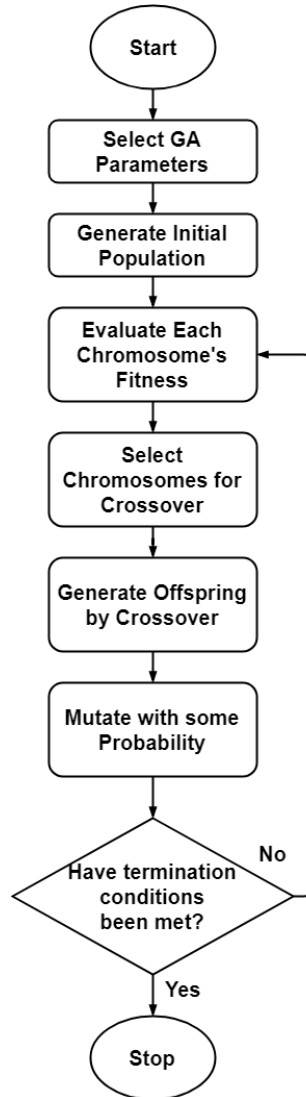 Start
Select GA
Parameters
Generate Initial
Population
Evaluate Each
Chromosome's
Fitness
Select
Chromosomes for
Crossover
Generate Offspring
by Crossover
Mutate with some
Probability
Have termination
conditions
been met?
No
Yes
Stop